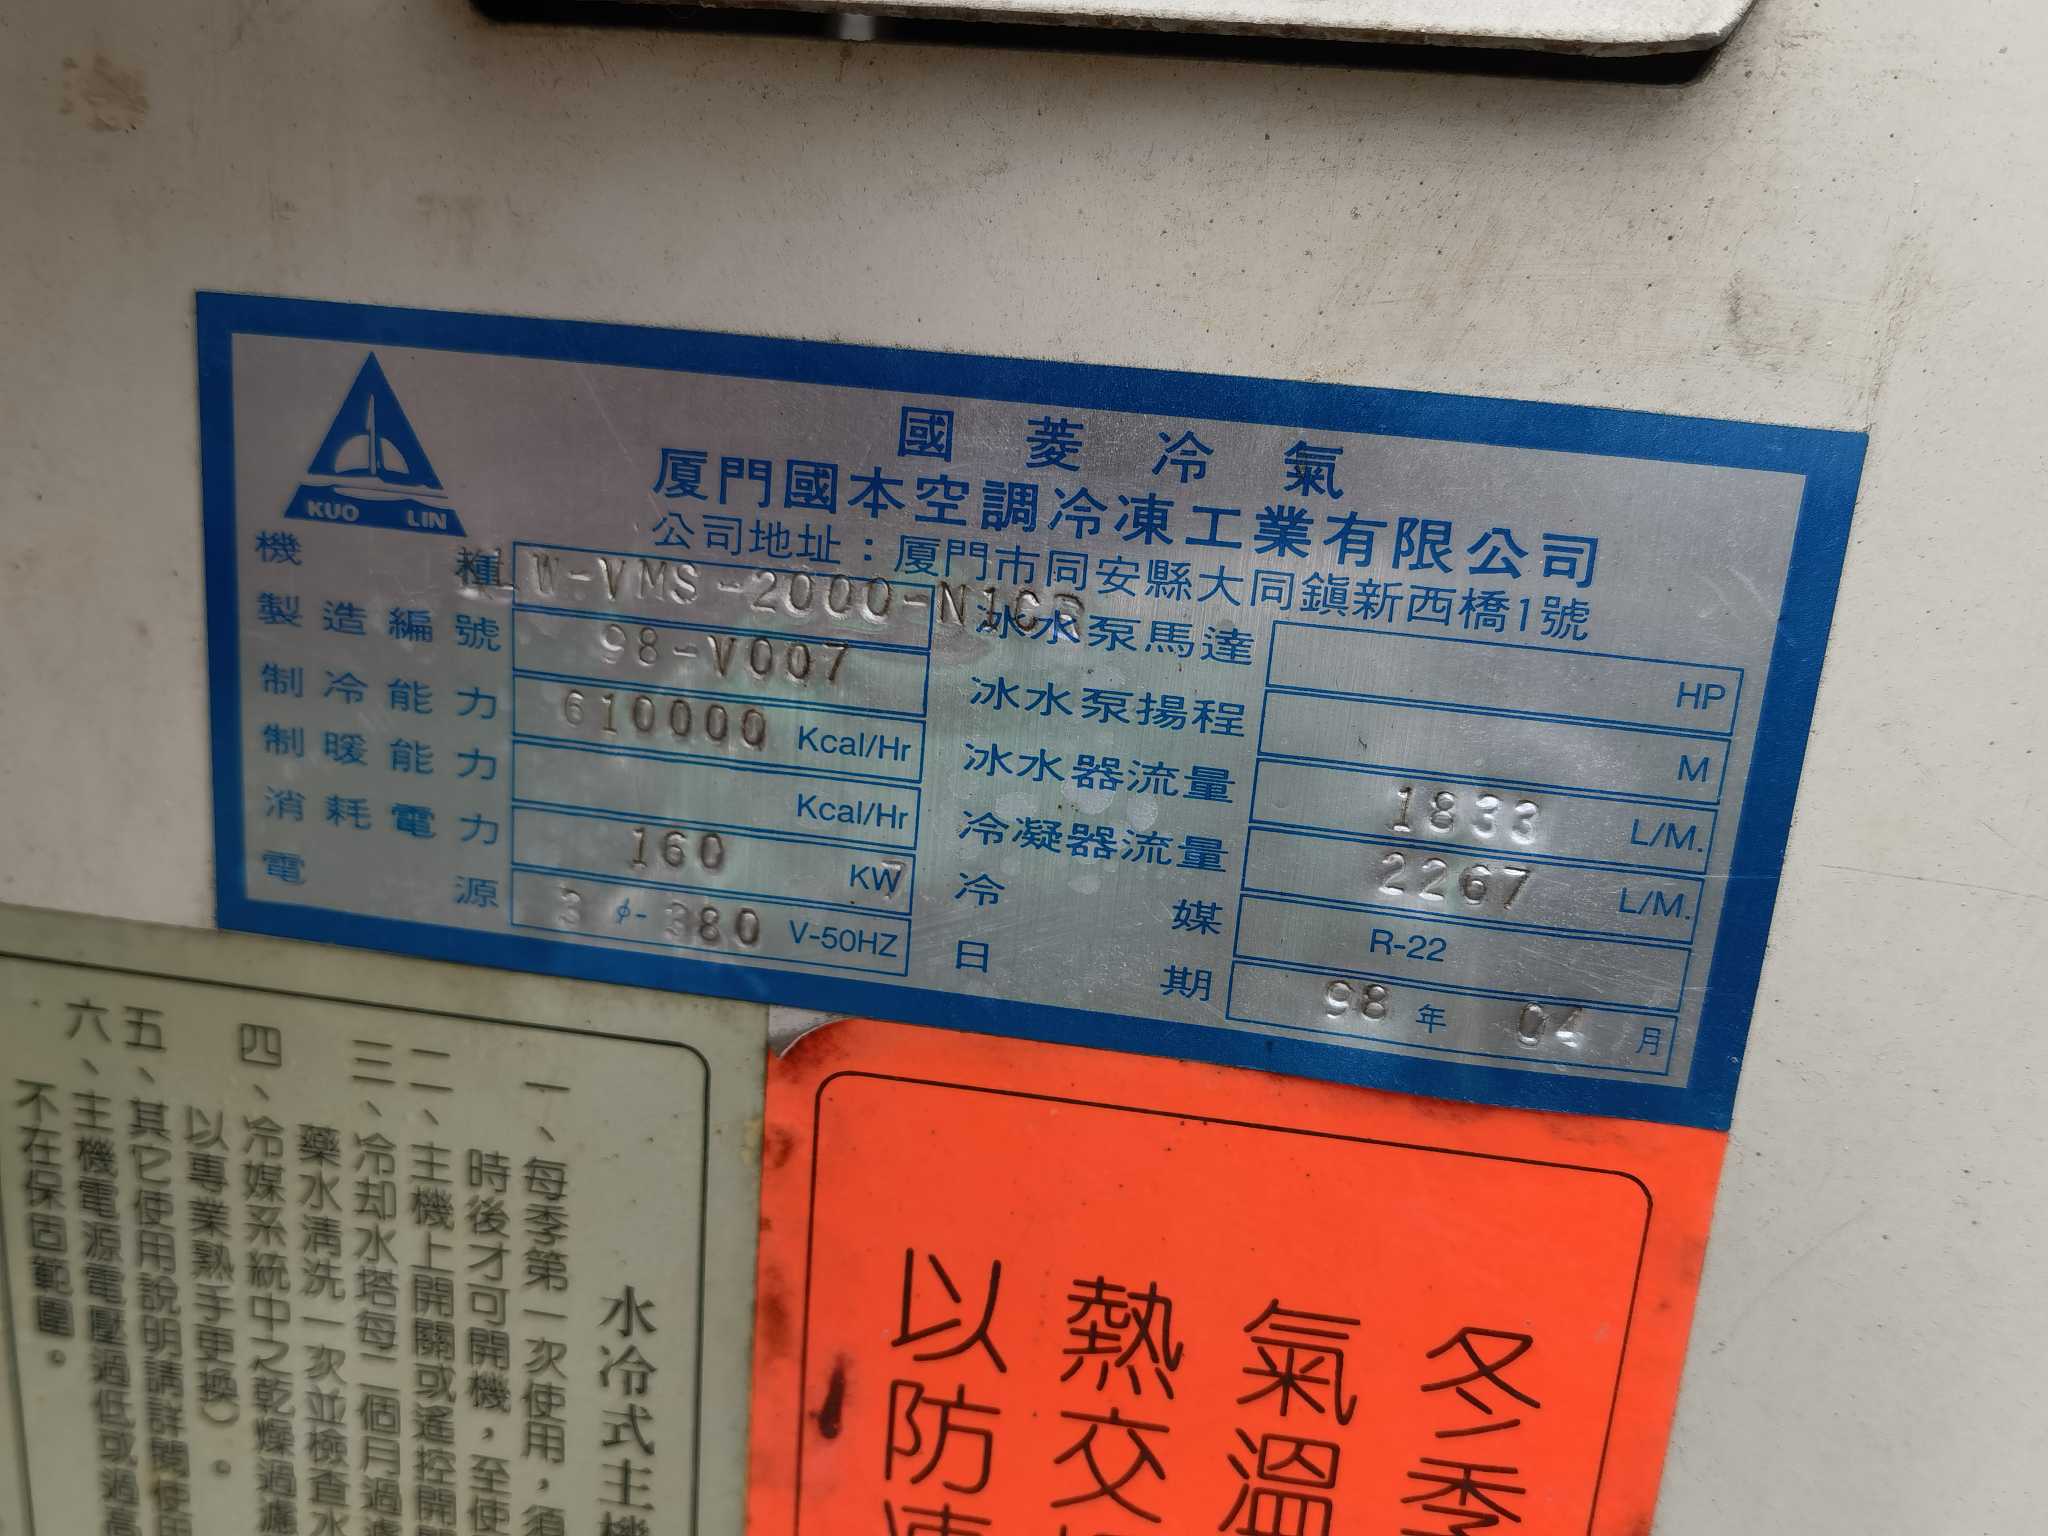 國菱冷氣
廈門國本空調冷凍工業有限公司
公司地址：廈門市同安縣大同鎮新西橋1號
KUO LIN
機種 LW-VMS-2000-N1CR
製造編號 98-V007
制冷能力 610000 Kcal/Hr
制暖能力 Kcal/Hr
消耗電力 160 KW
電源 3 φ- 380 V-50HZ
冰水泵馬達 HP
冰水泵揚程 M
冰水器流量 1833 L/M.
冷凝器流量 2267 L/M.
冷媒 R-22
日期 98 年 04 月
水冷式主機
一、每季第一次使用，須
時後才可開機，至使
二、主機上開關或遙控開
三、冷却水塔每二個月過
藥水清洗一次並檢查水
四、冷媒系統中之乾燥過濾
以專業熟手更換）。
五、其它使用說明請詳閱使
六、主機電源電壓過低或過高
不在保固範圍。
冬季
氣溫
熱交
以防